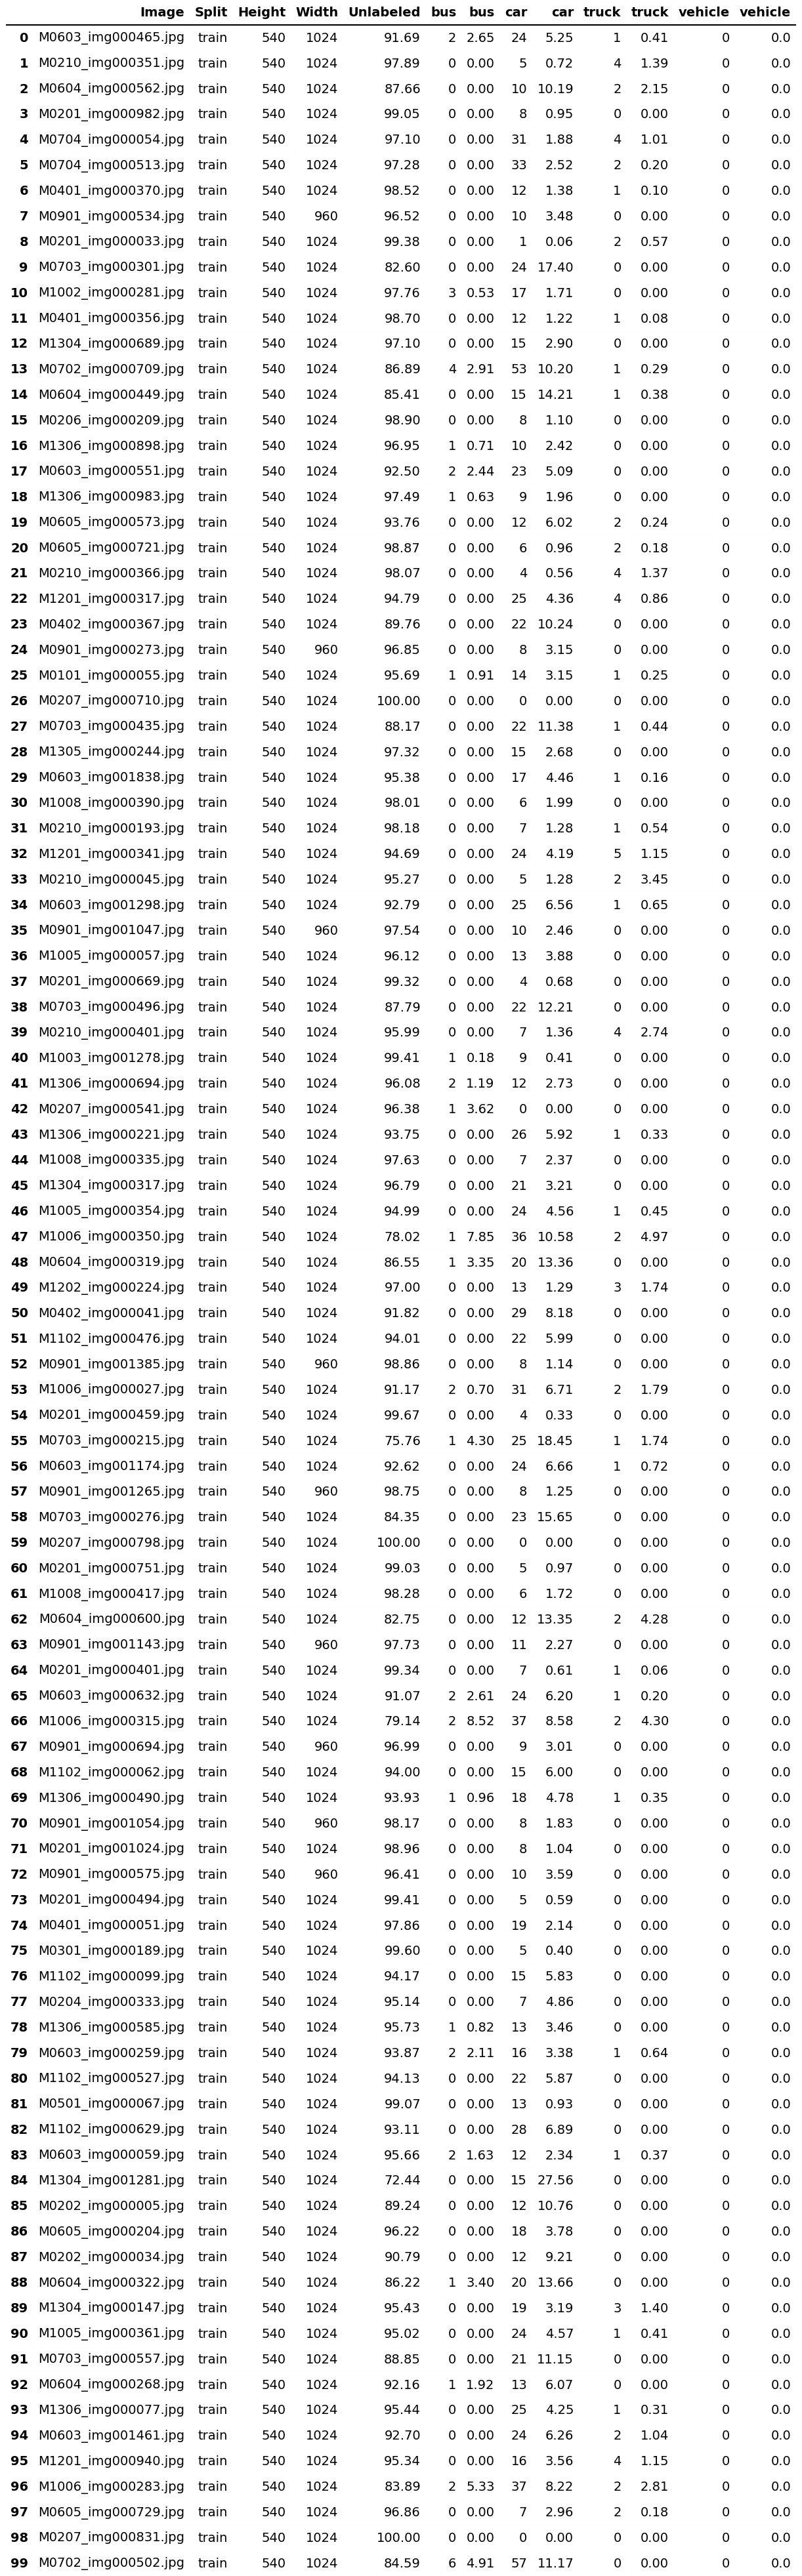 Image Split Height Width Unlabeled bus bus car car truck truck vehicle vehicle
0 M0603_img000465.jpg train 540 1024 91.69 2 2.65 24 5.25 1 0.41 0 0.0
1 M0210_img000351.jpg train 540 1024 97.89 0 0.00 5 0.72 4 1.39 0 0.0
2 M0604_img000562.jpg train 540 1024 87.66 0 0.00 10 10.19 2 2.15 0 0.0
3 M0201_img000982.jpg train 540 1024 99.05 0 0.00 8 0.95 0 0.00 0 0.0
4 M0704_img000054.jpg train 540 1024 97.10 0 0.00 31 1.88 4 1.01 0 0.0
5 M0704_img000513.jpg train 540 1024 97.28 0 0.00 33 2.52 2 0.20 0 0.0
6 M0401_img000370.jpg train 540 1024 98.52 0 0.00 12 1.38 1 0.10 0 0.0
7 M0901_img000534.jpg train 540 960 96.52 0 0.00 10 3.48 0 0.00 0 0.0
8 M0201_img000033.jpg train 540 1024 99.38 0 0.00 1 0.06 2 0.57 0 0.0
9 M0703_img000301.jpg train 540 1024 82.60 0 0.00 24 17.40 0 0.00 0 0.0
10 M1002_img000281.jpg train 540 1024 97.76 3 0.53 17 1.71 0 0.00 0 0.0
11 M0401_img000356.jpg train 540 1024 98.70 0 0.00 12 1.22 1 0.08 0 0.0
12 M1304_img000689.jpg train 540 1024 97.10 0 0.00 15 2.90 0 0.00 0 0.0
13 M0702_img000709.jpg train 540 1024 86.89 4 2.91 53 10.20 1 0.29 0 0.0
14 M0604_img000449.jpg train 540 1024 85.41 0 0.00 15 14.21 1 0.38 0 0.0
15 M0206_img000209.jpg train 540 1024 98.90 0 0.00 8 1.10 0 0.00 0 0.0
16 M1306_img000898.jpg train 540 1024 96.95 1 0.71 10 2.42 0 0.00 0 0.0
17 M0603_img000551.jpg train 540 1024 92.50 2 2.44 23 5.09 0 0.00 0 0.0
18 M1306_img000983.jpg train 540 1024 97.49 1 0.63 9 1.96 0 0.00 0 0.0
19 M0605_img000573.jpg train 540 1024 93.76 0 0.00 12 6.02 2 0.24 0 0.0
20 M0605_img000721.jpg train 540 1024 98.87 0 0.00 6 0.96 2 0.18 0 0.0
21 M0210_img000366.jpg train 540 1024 98.07 0 0.00 4 0.56 4 1.37 0 0.0
22 M1201_img000317.jpg train 540 1024 94.79 0 0.00 25 4.36 4 0.86 0 0.0
23 M0402_img000367.jpg train 540 1024 89.76 0 0.00 22 10.24 0 0.00 0 0.0
24 M0901_img000273.jpg train 540 960 96.85 0 0.00 8 3.15 0 0.00 0 0.0
25 M0101_img000055.jpg train 540 1024 95.69 1 0.91 14 3.15 1 0.25 0 0.0
26 M0207_img000710.jpg train 540 1024 100.00 0 0.00 0 0.00 0 0.00 0 0.0
27 M0703_img000435.jpg train 540 1024 88.17 0 0.00 22 11.38 1 0.44 0 0.0
28 M1305_img000244.jpg train 540 1024 97.32 0 0.00 15 2.68 0 0.00 0 0.0
29 M0603_img001838.jpg train 540 1024 95.38 0 0.00 17 4.46 1 0.16 0 0.0
30 M1008_img000390.jpg train 540 1024 98.01 0 0.00 6 1.99 0 0.00 0 0.0
31 M0210_img000193.jpg train 540 1024 98.18 0 0.00 7 1.28 1 0.54 0 0.0
32 M1201_img000341.jpg train 540 1024 94.69 0 0.00 24 4.19 5 1.15 0 0.0
33 M0210_img000045.jpg train 540 1024 95.27 0 0.00 5 1.28 2 3.45 0 0.0
34 M0603_img001298.jpg train 540 1024 92.79 0 0.00 25 6.56 1 0.65 0 0.0
35 M0901_img001047.jpg train 540 960 97.54 0 0.00 10 2.46 0 0.00 0 0.0
36 M1005_img000057.jpg train 540 1024 96.12 0 0.00 13 3.88 0 0.00 0 0.0
37 M0201_img000669.jpg train 540 1024 99.32 0 0.00 4 0.68 0 0.00 0 0.0
38 M0703_img000496.jpg train 540 1024 87.79 0 0.00 22 12.21 0 0.00 0 0.0
39 M0210_img000401.jpg train 540 1024 95.99 0 0.00 7 1.36 4 2.74 0 0.0
40 M1003_img001278.jpg train 540 1024 99.41 1 0.18 9 0.41 0 0.00 0 0.0
41 M1306_img000694.jpg train 540 1024 96.08 2 1.19 12 2.73 0 0.00 0 0.0
42 M0207_img000541.jpg train 540 1024 96.38 1 3.62 0 0.00 0 0.00 0 0.0
43 M1306_img000221.jpg train 540 1024 93.75 0 0.00 26 5.92 1 0.33 0 0.0
44 M1008_img000335.jpg train 540 1024 97.63 0 0.00 7 2.37 0 0.00 0 0.0
45 M1304_img000317.jpg train 540 1024 96.79 0 0.00 21 3.21 0 0.00 0 0.0
46 M1005_img000354.jpg train 540 1024 94.99 0 0.00 24 4.56 1 0.45 0 0.0
47 M1006_img000350.jpg train 540 1024 78.02 1 7.85 36 10.58 2 4.97 0 0.0
48 M0604_img000319.jpg train 540 1024 86.55 1 3.35 20 13.36 0 0.00 0 0.0
49 M1202_img000224.jpg train 540 1024 97.00 0 0.00 13 1.29 3 1.74 0 0.0
50 M0402_img000041.jpg train 540 1024 91.82 0 0.00 29 8.18 0 0.00 0 0.0
51 M1102_img000476.jpg train 540 1024 94.01 0 0.00 22 5.99 0 0.00 0 0.0
52 M0901_img001385.jpg train 540 960 98.86 0 0.00 8 1.14 0 0.00 0 0.0
53 M1006_img000027.jpg train 540 1024 91.17 2 0.70 31 6.71 2 1.79 0 0.0
54 M0201_img000459.jpg train 540 1024 99.67 0 0.00 4 0.33 0 0.00 0 0.0
55 M0703_img000215.jpg train 540 1024 75.76 1 4.30 25 18.45 1 1.74 0 0.0
56 M0603_img001174.jpg train 540 1024 92.62 0 0.00 24 6.66 1 0.72 0 0.0
57 M0901_img001265.jpg train 540 960 98.75 0 0.00 8 1.25 0 0.00 0 0.0
58 M0703_img000276.jpg train 540 1024 84.35 0 0.00 23 15.65 0 0.00 0 0.0
59 M0207_img000798.jpg train 540 1024 100.00 0 0.00 0 0.00 0 0.00 0 0.0
60 M0201_img000751.jpg train 540 1024 99.03 0 0.00 5 0.97 0 0.00 0 0.0
61 M1008_img000417.jpg train 540 1024 98.28 0 0.00 6 1.72 0 0.00 0 0.0
62 M0604_img000600.jpg train 540 1024 82.75 0 0.00 12 13.35 2 4.28 0 0.0
63 M0901_img001143.jpg train 540 960 97.73 0 0.00 11 2.27 0 0.00 0 0.0
64 M0201_img000401.jpg train 540 1024 99.34 0 0.00 7 0.61 1 0.06 0 0.0
65 M0603_img000632.jpg train 540 1024 91.07 2 2.61 24 6.20 1 0.20 0 0.0
66 M1006_img000315.jpg train 540 1024 79.14 2 8.52 37 8.58 2 4.30 0 0.0
67 M0901_img000694.jpg train 540 960 96.99 0 0.00 9 3.01 0 0.00 0 0.0
68 M1102_img000062.jpg train 540 1024 94.00 0 0.00 15 6.00 0 0.00 0 0.0
69 M1306_img000490.jpg train 540 1024 93.93 1 0.96 18 4.78 1 0.35 0 0.0
70 M0901_img001054.jpg train 540 960 98.17 0 0.00 8 1.83 0 0.00 0 0.0
71 M0201_img001024.jpg train 540 1024 98.96 0 0.00 8 1.04 0 0.00 0 0.0
72 M0901_img000575.jpg train 540 960 96.41 0 0.00 10 3.59 0 0.00 0 0.0
73 M0201_img000494.jpg train 540 1024 99.41 0 0.00 5 0.59 0 0.00 0 0.0
74 M0401_img000051.jpg train 540 1024 97.86 0 0.00 19 2.14 0 0.00 0 0.0
75 M0301_img000189.jpg train 540 1024 99.60 0 0.00 5 0.40 0 0.00 0 0.0
76 M1102_img000099.jpg train 540 1024 94.17 0 0.00 15 5.83 0 0.00 0 0.0
77 M0204_img000333.jpg train 540 1024 95.14 0 0.00 7 4.86 0 0.00 0 0.0
78 M1306_img000585.jpg train 540 1024 95.73 1 0.82 13 3.46 0 0.00 0 0.0
79 M0603_img000259.jpg train 540 1024 93.87 2 2.11 16 3.38 1 0.64 0 0.0
80 M1102_img000527.jpg train 540 1024 94.13 0 0.00 22 5.87 0 0.00 0 0.0
81 M0501_img000067.jpg train 540 1024 99.07 0 0.00 13 0.93 0 0.00 0 0.0
82 M1102_img000629.jpg train 540 1024 93.11 0 0.00 28 6.89 0 0.00 0 0.0
83 M0603_img000059.jpg train 540 1024 95.66 2 1.63 12 2.34 1 0.37 0 0.0
84 M1304_img001281.jpg train 540 1024 72.44 0 0.00 15 27.56 0 0.00 0 0.0
85 M0202_img000005.jpg train 540 1024 89.24 0 0.00 12 10.76 0 0.00 0 0.0
86 M0605_img000204.jpg train 540 1024 96.22 0 0.00 18 3.78 0 0.00 0 0.0
87 M0202_img000034.jpg train 540 1024 90.79 0 0.00 12 9.21 0 0.00 0 0.0
88 M0604_img000322.jpg train 540 1024 86.22 1 3.40 20 13.66 0 0.00 0 0.0
89 M1304_img000147.jpg train 540 1024 95.43 0 0.00 19 3.19 3 1.40 0 0.0
90 M1005_img000361.jpg train 540 1024 95.02 0 0.00 24 4.57 1 0.41 0 0.0
91 M0703_img000557.jpg train 540 1024 88.85 0 0.00 21 11.15 0 0.00 0 0.0
92 M0604_img000268.jpg train 540 1024 92.16 1 1.92 13 6.07 0 0.00 0 0.0
93 M1306_img000077.jpg train 540 1024 95.44 0 0.00 25 4.25 1 0.31 0 0.0
94 M0603_img001461.jpg train 540 1024 92.70 0 0.00 24 6.26 2 1.04 0 0.0
95 M1201_img000940.jpg train 540 1024 95.34 0 0.00 16 3.56 4 1.15 0 0.0
96 M1006_img000283.jpg train 540 1024 83.89 2 5.33 37 8.22 2 2.81 0 0.0
97 M0605_img000729.jpg train 540 1024 96.86 0 0.00 7 2.96 2 0.18 0 0.0
98 M0207_img000831.jpg train 540 1024 100.00 0 0.00 0 0.00 0 0.00 0 0.0
99 M0702_img000502.jpg train 540 1024 84.59 6 4.91 57 11.17 0 0.00 0 0.0